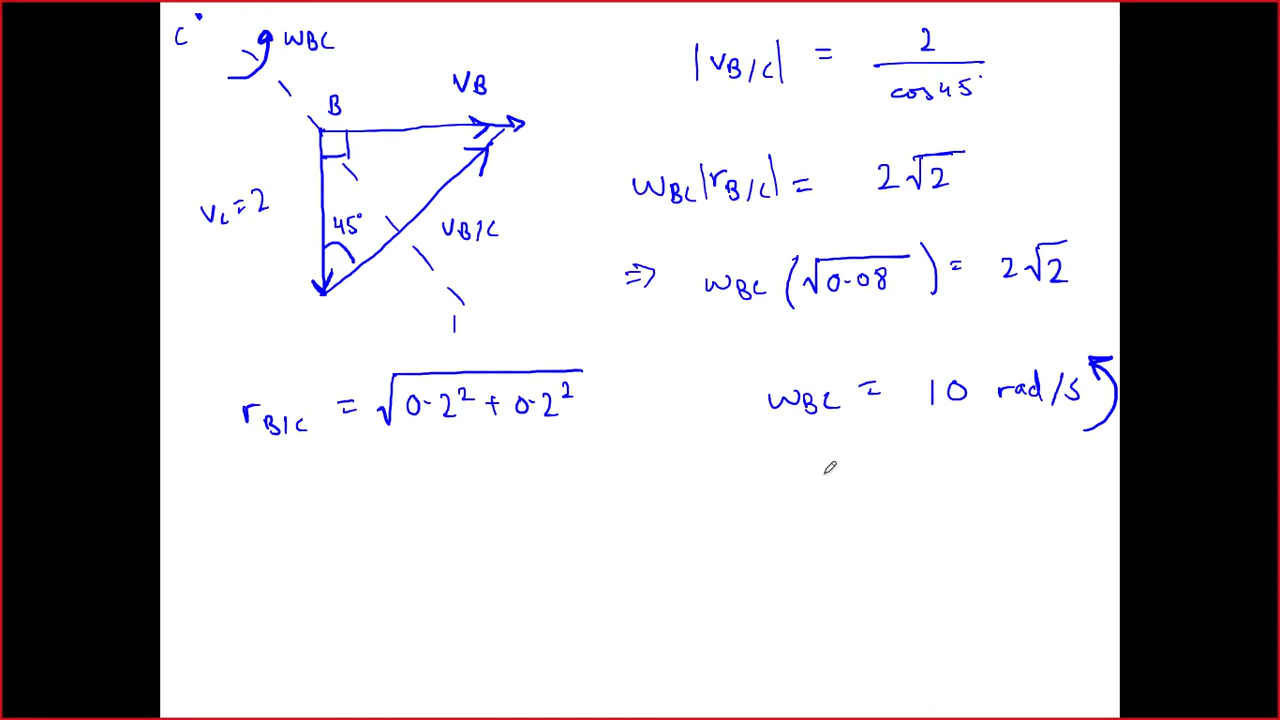 C
ωBC
B
VB
Vc = 2
45°
VB/C
rB/C = √0.2² + 0.2²
|VB/C| = 2 / cos45°
ωBC|rB/C| = 2√2
⇒ ωBC (√0.08) = 2√2
ωBC = 10 rad/s